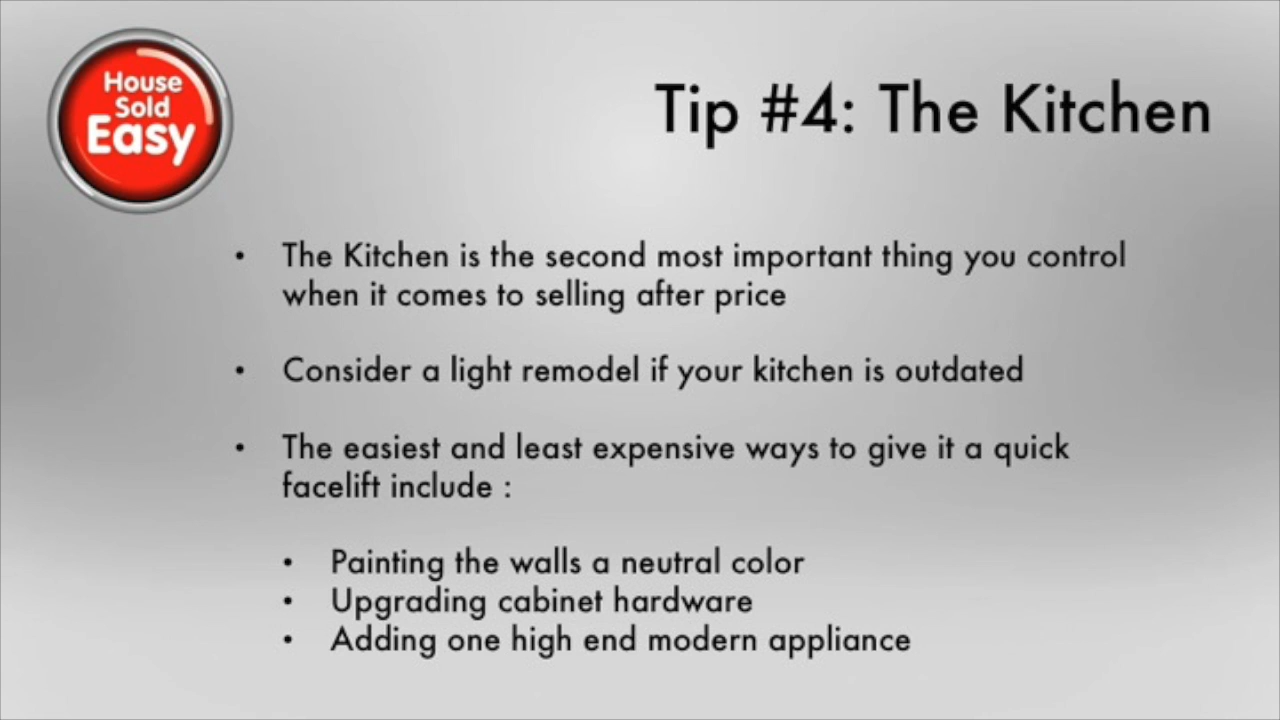 House
Sold
Easy
Tip #4: The Kitchen
• The Kitchen is the second most important thing you control
when it comes to selling after price
• Consider a light remodel if your kitchen is outdated
• The easiest and least expensive ways to give it a quick
facelift include :
• Painting the walls a neutral color
• Upgrading cabinet hardware
• Adding one high end modern appliance